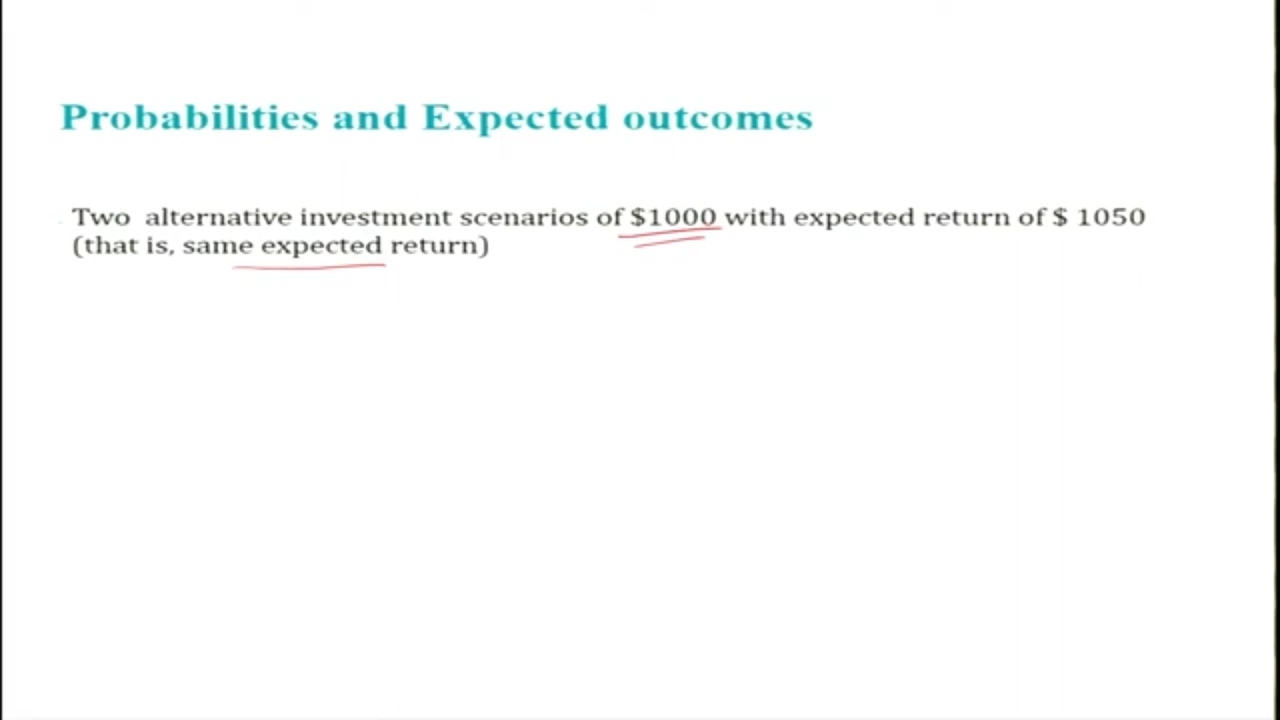 Probabilities and Expected outcomes
Two alternative investment scenarios of $1000 with expected return of $ 1050
(that is, same expected return)